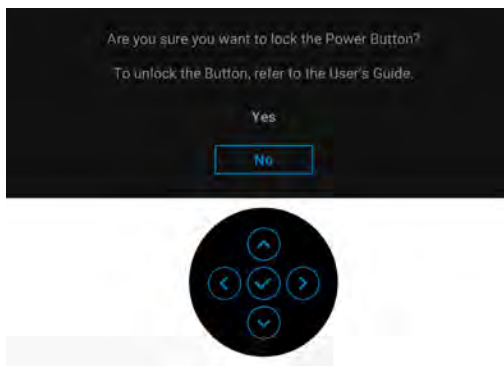 Are you sure you want to lock the Power Button?
To unlock the Button, refer to the User's Guide.
Yes
No